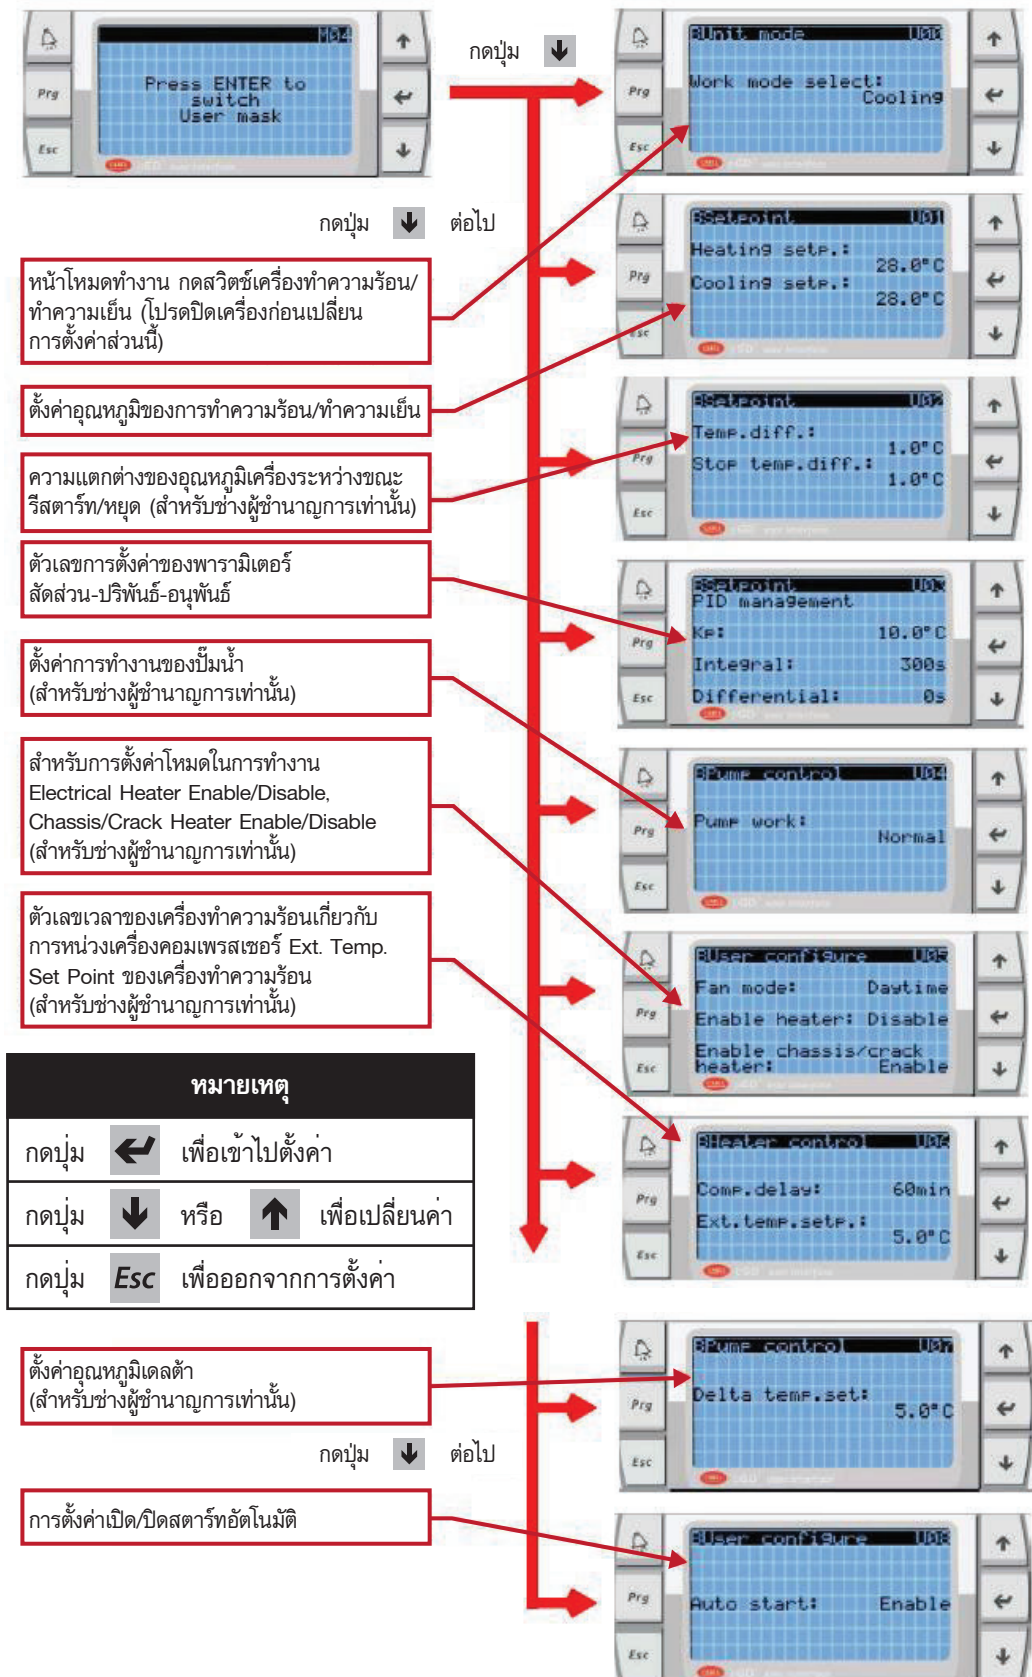 M04
Press ENTER to
switch
User mask
Prg
Esc
กดปุ่ม
BUnit mode U00
Work mode select:
Cooling
Prg
Esc
กดปุ่ม ต่อไป
หน้าโหมดทำงาน กดสวิตช์เครื่องทำความร้อน/
ทำความเย็น (โปรดปิดเครื่องก่อนเปลี่ยน
การตั้งค่าส่วนนี้)
BSetpoint U01
Heating setp.:
28.0°C
Cooling setp.:
28.0°C
Prg
Esc
ตั้งค่าอุณหภูมิของการทำความร้อน/ทำความเย็น
BSetpoint U02
Temp.diff.:
1.0°C
Stop temp.diff.:
1.0°C
Prg
Esc
ความแตกต่างของอุณหภูมิเครื่องระหว่างขณะ
รีสตาร์ท/หยุด (สำหรับช่างผู้ชำนาญการเท่านั้น)
ตัวเลขการตั้งค่าของพารามิเตอร์
สัดส่วน-ปริพันธ์-อนุพันธ์
BSetpoint U03
PID management
Kp: 10.0°C
Integral: 300s
Differential: 0s
Prg
Esc
ตั้งค่าการทำงานของปั๊มน้ำ
(สำหรับช่างผู้ชำนาญการเท่านั้น)
BPump control U04
Pump work:
Normal
Prg
Esc
สำหรับการตั้งค่าโหมดในการทำงาน
Electrical Heater Enable/Disable,
Chassis/Crack Heater Enable/Disable
(สำหรับช่างผู้ชำนาญการเท่านั้น)
BUser configure U05
Fan mode: Daytime
Enable heater: Disable
Enable chassis/crack
heater: Enable
Prg
Esc
ตัวเลขเวลาของเครื่องทำความร้อนเกี่ยวกับ
การหน่วงเครื่องคอมเพรสเซอร์ Ext. Temp.
Set Point ของเครื่องทำความร้อน
(สำหรับช่างผู้ชำนาญการเท่านั้น)
BHeater control U06
Comp.delay: 60min
Ext.temp.setp.:
5.0°C
Prg
Esc
หมายเหตุ
กดปุ่ม เพื่อเข้าไปตั้งค่า
กดปุ่ม หรือ เพื่อเปลี่ยนค่า
กดปุ่ม Esc เพื่อออกจากการตั้งค่า
ตั้งค่าอุณหภูมิเดลต้า
(สำหรับช่างผู้ชำนาญการเท่านั้น)
BPump control U07
Delta temp.set:
5.0°C
Prg
Esc
กดปุ่ม ต่อไป
การตั้งค่าเปิด/ปิดสตาร์ทอัตโนมัติ
BUser configure U08
Auto start: Enable
Prg
Esc